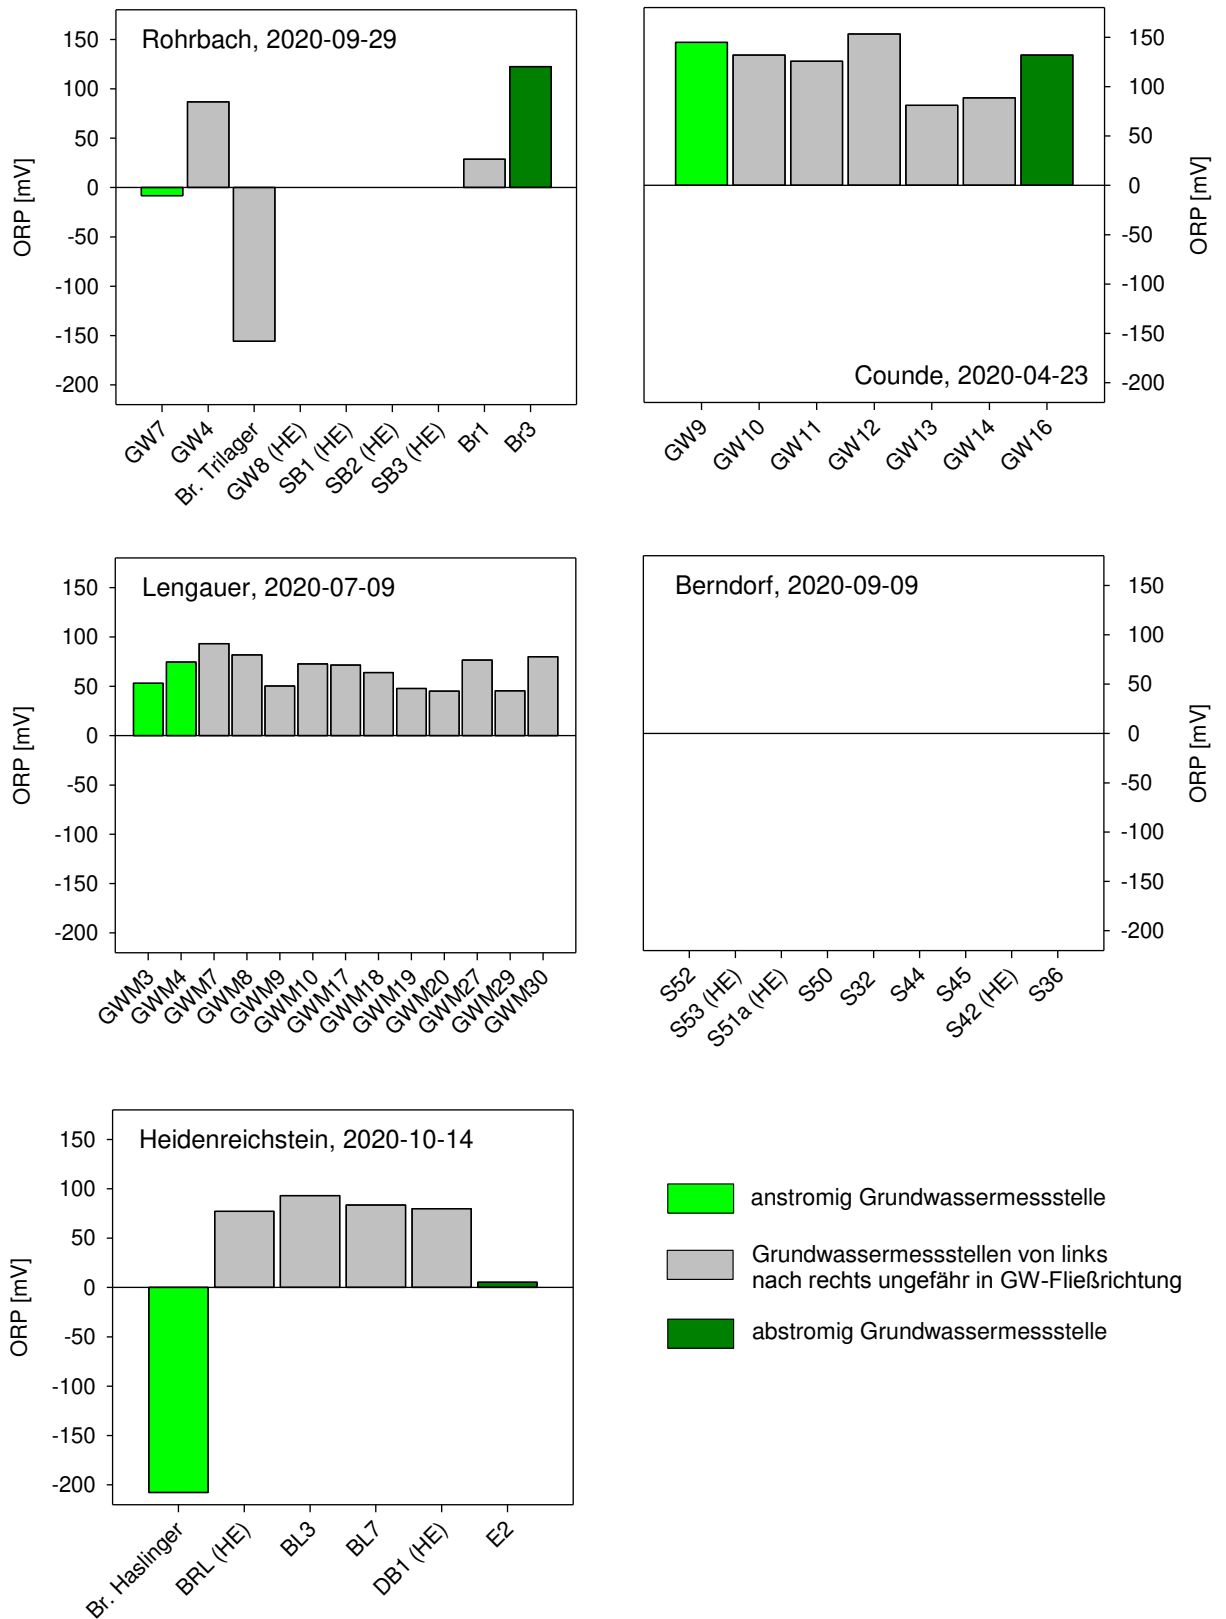 Rohrbach, 2020-09-29
ORP [mV]
150
100
50
0
-50
-100
-150
-200
GW7
GW4
Br. Trilager
GW8 (HE)
SB1 (HE)
SB2 (HE)
SB3 (HE)
Br1
Br3
Counde, 2020-04-23
ORP [mV]
150
100
50
0
-50
-100
-150
-200
GW9
GW10
GW11
GW12
GW13
GW14
GW16
Lengauer, 2020-07-09
ORP [mV]
150
100
50
0
-50
-100
-150
-200
GWM3
GWM4
GWM7
GWM8
GWM9
GWM10
GWM17
GWM18
GWM19
GWM20
GWM27
GWM29
GWM30
Berndorf, 2020-09-09
ORP [mV]
150
100
50
0
-50
-100
-150
-200
S52
S53 (HE)
S51a (HE)
S50
S32
S44
S45
S42 (HE)
S36
Heidenreichstein, 2020-10-14
ORP [mV]
150
100
50
0
-50
-100
-150
-200
Br. Haslinger
BRL (HE)
BL3
BL7
DB1 (HE)
E2
anstromig Grundwassermessstelle
Grundwassermessstellen von links
nach rechts ungefähr in GW-Fließrichtung
abstromig Grundwassermessstelle